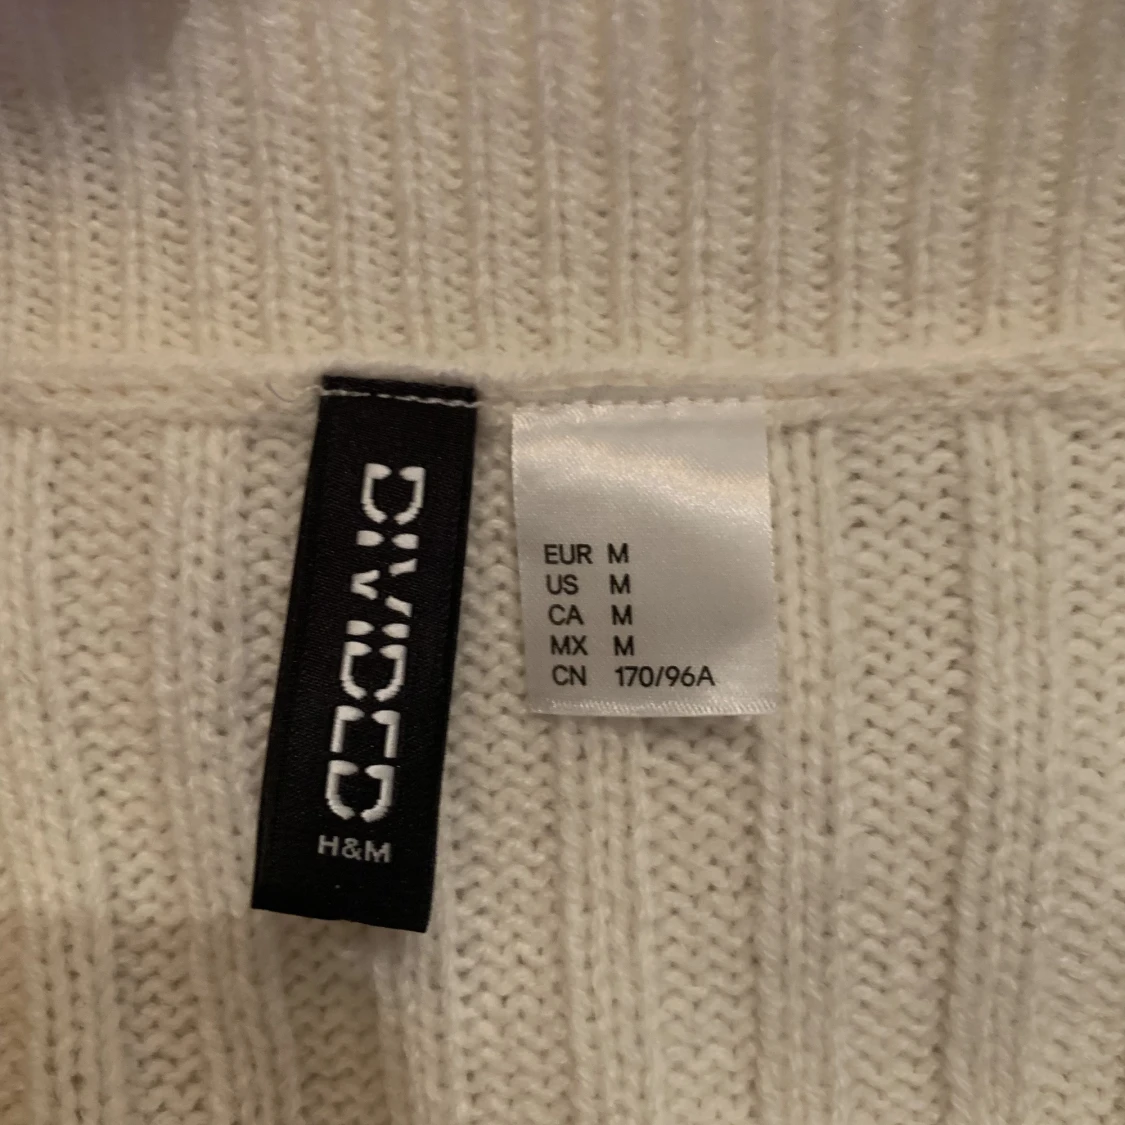 DIVIDED
H&M
EUR M
US M
CA M
MX M
CN 170/96A